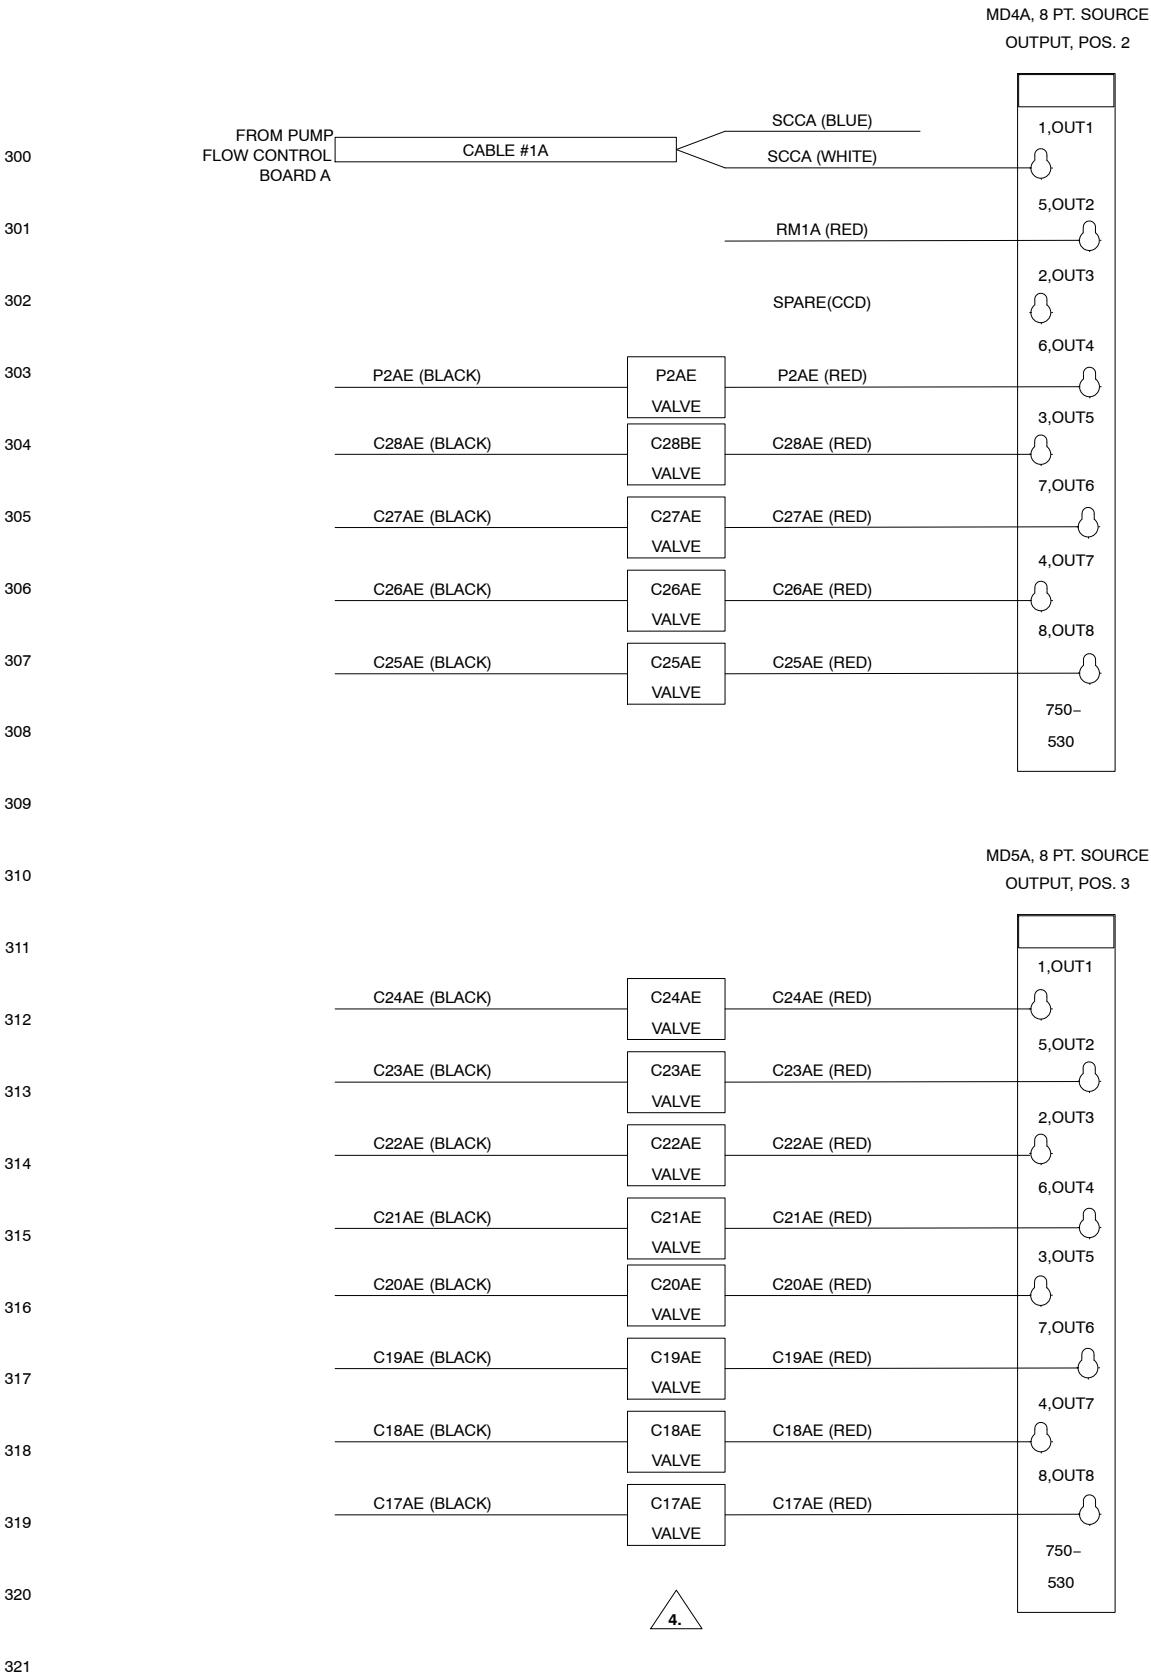 MD4A, 8 PT. SOURCE
OUTPUT, POS. 2
SCCA (BLUE)
1,OUT1
FROM PUMP
FLOW CONTROL
BOARD A
300
CABLE #1A
SCCA (WHITE)
5,OUT2
301
RM1A (RED)
2,OUT3
302
SPARE(CCD)
6,OUT4
303
P2AE (BLACK)
P2AE
VALVE
P2AE (RED)
3,OUT5
304
C28AE (BLACK)
C28BE
VALVE
C28AE (RED)
7,OUT6
305
C27AE (BLACK)
C27AE
VALVE
C27AE (RED)
4,OUT7
306
C26AE (BLACK)
C26AE
VALVE
C26AE (RED)
8,OUT8
307
C25AE (BLACK)
C25AE
VALVE
C25AE (RED)
750–
530
308
309
MD5A, 8 PT. SOURCE
OUTPUT, POS. 3
310
311
1,OUT1
312
C24AE (BLACK)
C24AE
VALVE
C24AE (RED)
5,OUT2
313
C23AE (BLACK)
C23AE
VALVE
C23AE (RED)
2,OUT3
314
C22AE (BLACK)
C22AE
VALVE
C22AE (RED)
6,OUT4
315
C21AE (BLACK)
C21AE
VALVE
C21AE (RED)
3,OUT5
316
C20AE (BLACK)
C20AE
VALVE
C20AE (RED)
7,OUT6
317
C19AE (BLACK)
C19AE
VALVE
C19AE (RED)
4,OUT7
318
C18AE (BLACK)
C18AE
VALVE
C18AE (RED)
8,OUT8
319
C17AE (BLACK)
C17AE
VALVE
C17AE (RED)
750–
530
320
4.
321